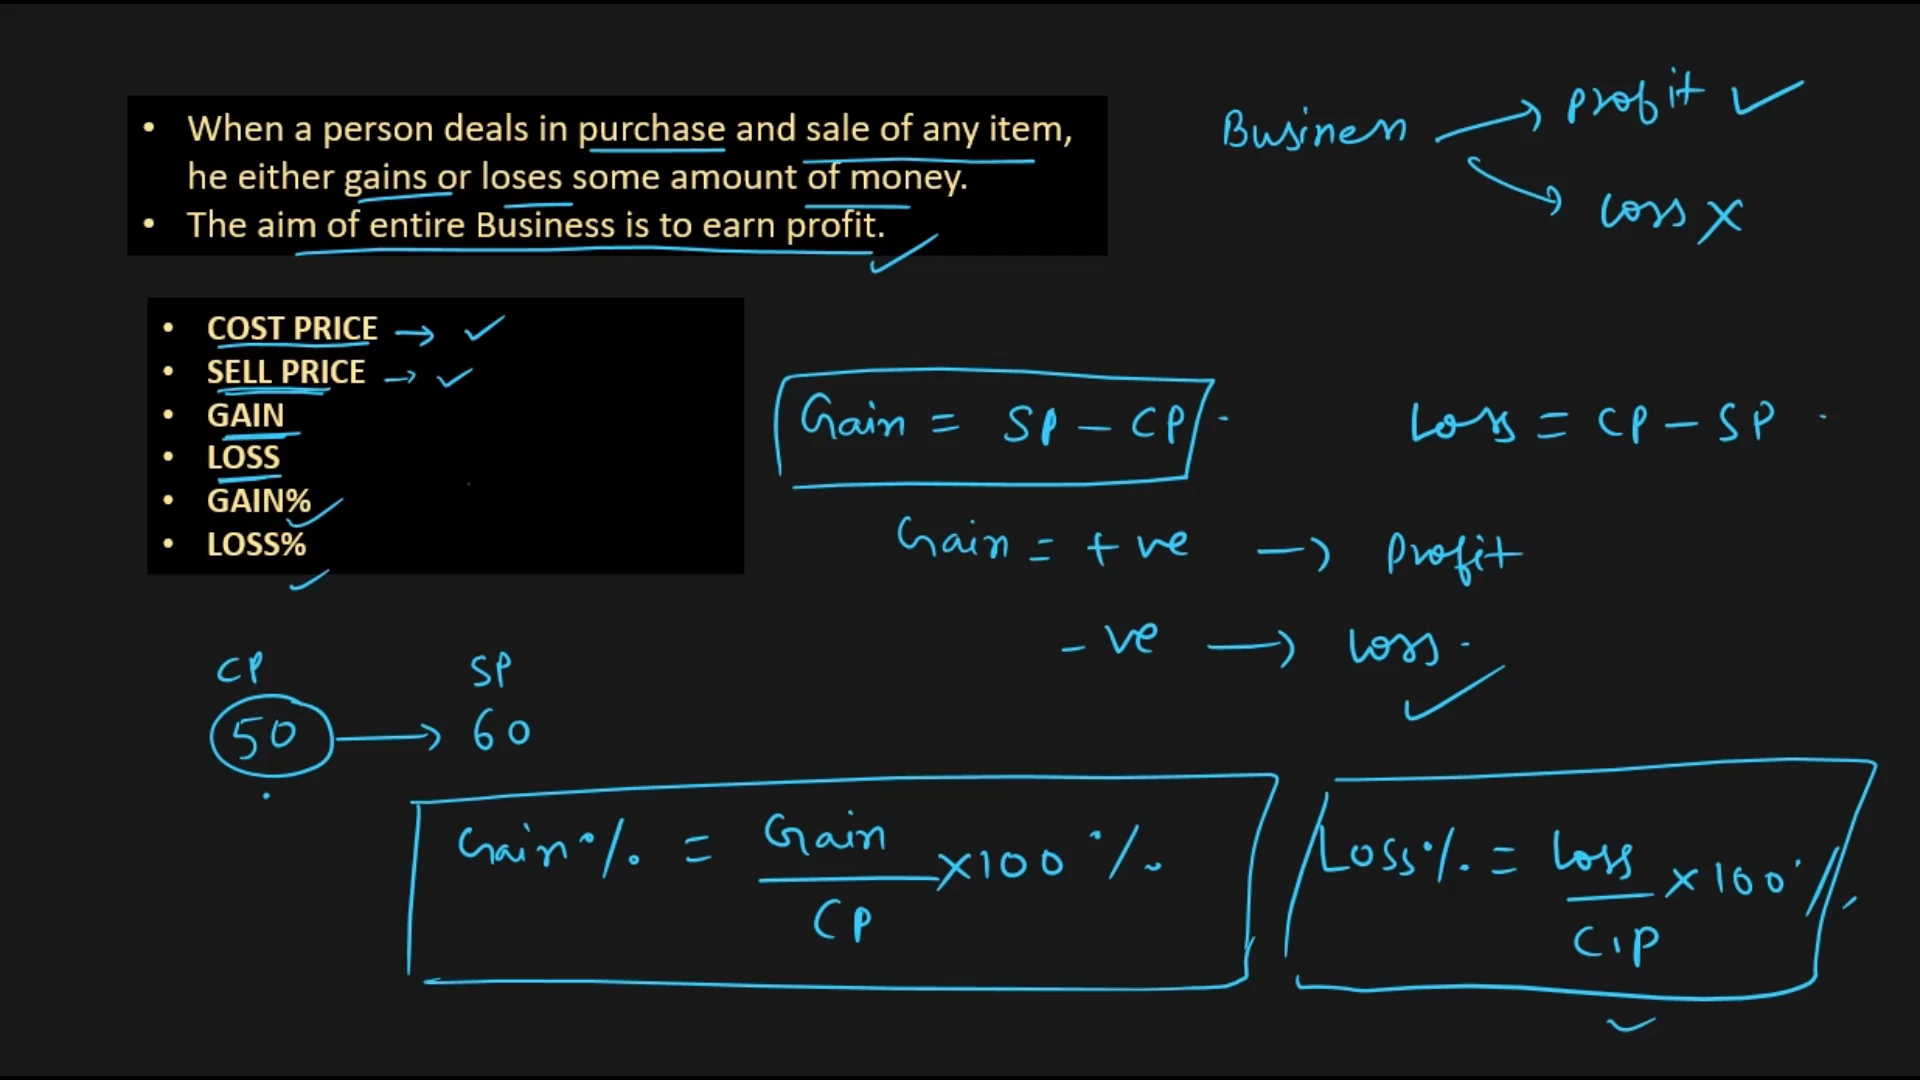 • When a person deals in purchase and sale of any item,
he either gains or loses some amount of money.
• The aim of entire Business is to earn profit.
Business → profit ✓
→ Loss X
• COST PRICE → ✓
• SELL PRICE → ✓
• GAIN
• LOSS
• GAIN%
• LOSS%
Gain = SP - CP
Loss = CP - SP
Gain = +ve → Profit
-ve → Loss
CP SP
50 → 60
Gain % = Gain / CP × 100 %
Loss % = Loss / C.P × 100 %